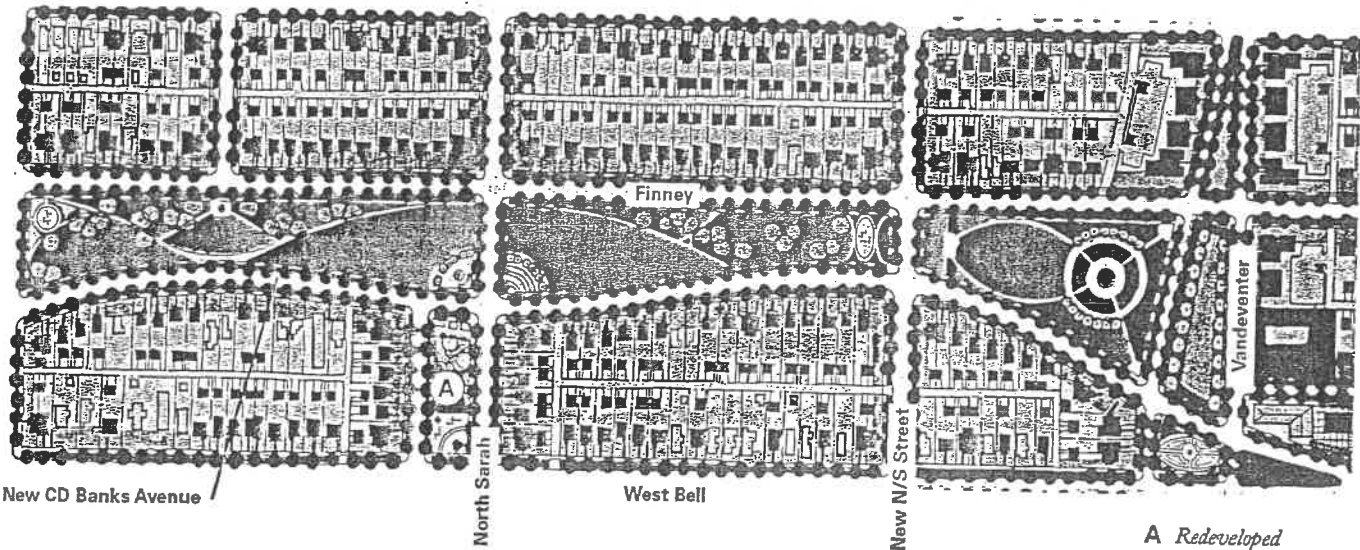 Finney
Vandeventer
A
New CD Banks Avenue
North Sarah
West Bell
New N/S Street
A Redeveloped